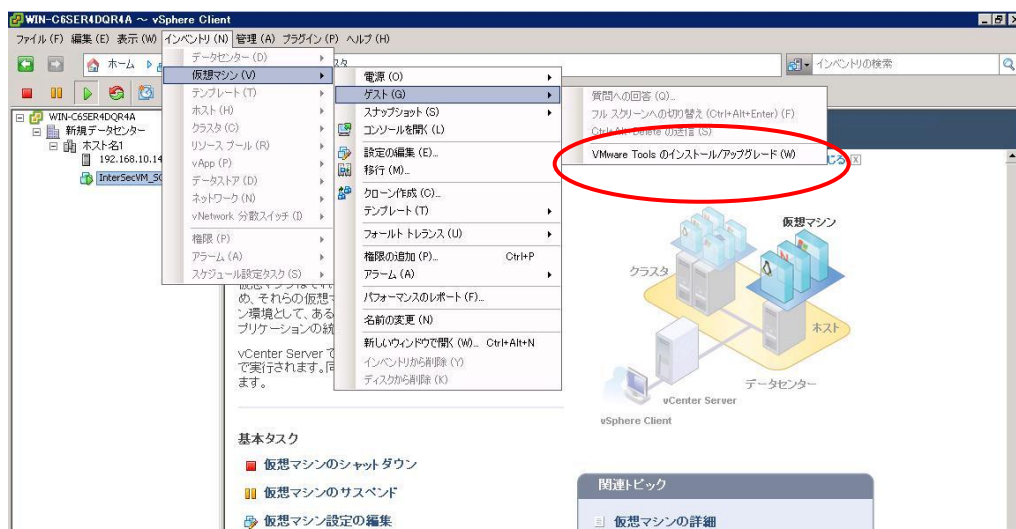 WIN-C6SER4DQR4A ～ vSphere Client
ファイル (F) 編集 (E) 表示 (W) インベントリ (N) 管理 (A) プラグイン (P) ヘルプ (H)
ホーム
インベントリの検索
データセンター (D)
仮想マシン (V)
テンプレート (T)
ホスト (H)
クラスタ (C)
リソース プール (R)
vApp (P)
データストア (D)
ネットワーク (N)
vNetwork 分散スイッチ (I)
権限 (P)
アラーム (A)
スケジュール設定タスク (S)
電源 (O)
ゲスト (G)
スナップショット (S)
コンソールを開く (L)
設定の編集 (E)...
移行 (M)...
クローン作成 (C)...
テンプレート (T)
フォールト トレランス (U)
権限の追加 (P)... Ctrl+P
アラーム (A)
パフォーマンスのレポート (F)...
名前の変更 (N)
新しいウィンドウで開く (W)... Ctrl+Alt+N
インベントリから削除 (Y)
ディスクから削除 (K)
質問への回答 (Q)...
フル スクリーンへの切り替え (Ctrl+Alt+Enter) (F)
Ctrl+Alt+Delete の送信 (S)
VMware Tools のインストール/アップグレード (W)
WIN-C6SER4DQR4A
新規データセンター
ホスト名1
192.168.10.14
InterSecVM_SG
じる
め、それらの仮想
ン環境として、ある
プリケーションの統
vCenter Server で
で実行されます。同
ます。
仮想マシン
クラスタ
ホスト
データセンター
vCenter Server
vSphere Client
基本タスク
仮想マシンのシャットダウン
仮想マシンのサスペンド
仮想マシン設定の編集
関連トピック
仮想マシンの詳細